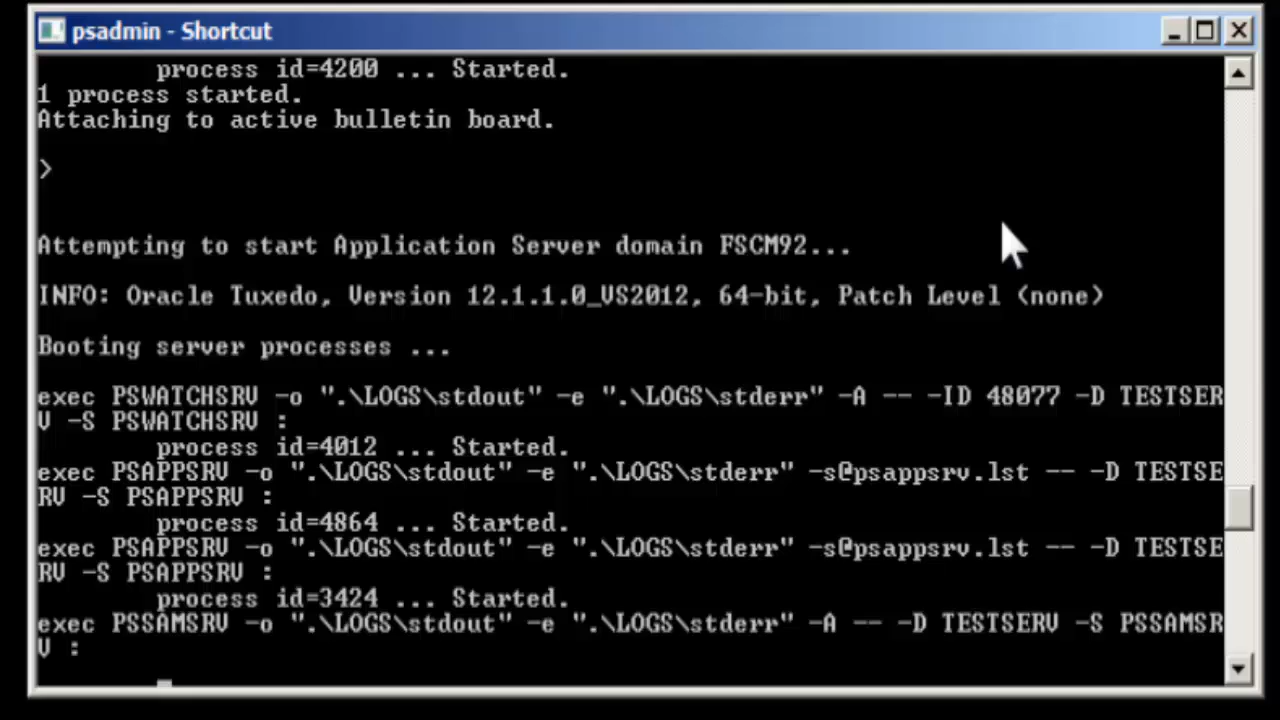 psadmin - Shortcut
process id=4200 ... Started.
1 process started.
Attaching to active bulletin board.
>
Attempting to start Application Server domain FSCM92...
INFO: Oracle Tuxedo, Version 12.1.1.0_VS2012, 64-bit, Patch Level (none)
Booting server processes ...
exec PSWATCHSRV -o ".\LOGS\stdout" -e ".\LOGS\stderr" -A -- -ID 48077 -D TESTSER
V -S PSWATCHSRV :
process id=4012 ... Started.
exec PSAPPSRV -o ".\LOGS\stdout" -e ".\LOGS\stderr" -s@psappsrv.lst -- -D TESTSE
RV -S PSAPPSRV :
process id=4864 ... Started.
exec PSAPPSRV -o ".\LOGS\stdout" -e ".\LOGS\stderr" -s@psappsrv.lst -- -D TESTSE
RV -S PSAPPSRV :
process id=3424 ... Started.
exec PSSAMSRV -o ".\LOGS\stdout" -e ".\LOGS\stderr" -A -- -D TESTSERV -S PSSAMSR
V :